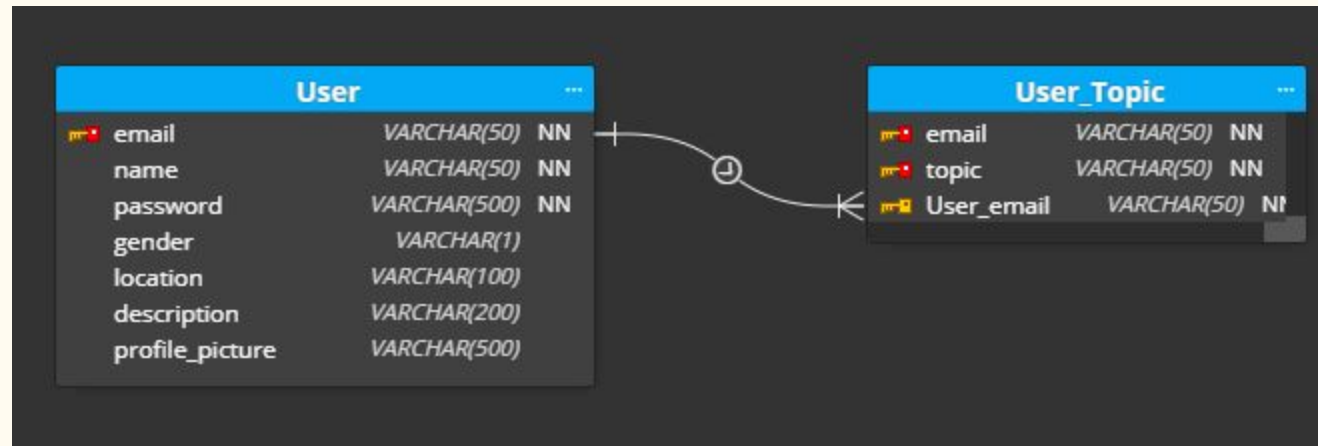 User ...
email VARCHAR(50) NN
name VARCHAR(50) NN
password VARCHAR(500) NN
gender VARCHAR(1)
location VARCHAR(100)
description VARCHAR(200)
profile_picture VARCHAR(500)
User_Topic ...
email VARCHAR(50) NN
topic VARCHAR(50) NN
User_email VARCHAR(50)